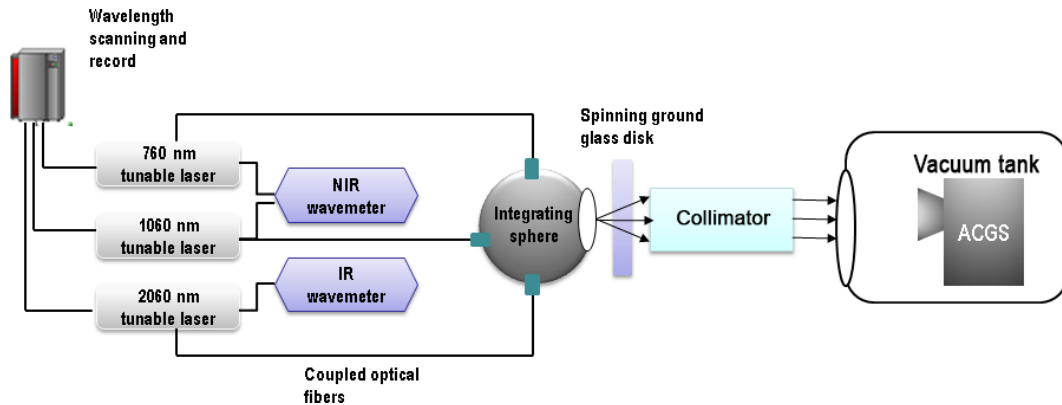 Wavelength
scanning and
record
760 nm
tunable laser
1060 nm
tunable laser
2060 nm
tunable laser
NIR
wavemeter
IR
wavemeter
Coupled optical
fibers
Integrating
sphere
Spinning ground
glass disk
Collimator
Vacuum tank
ACGS